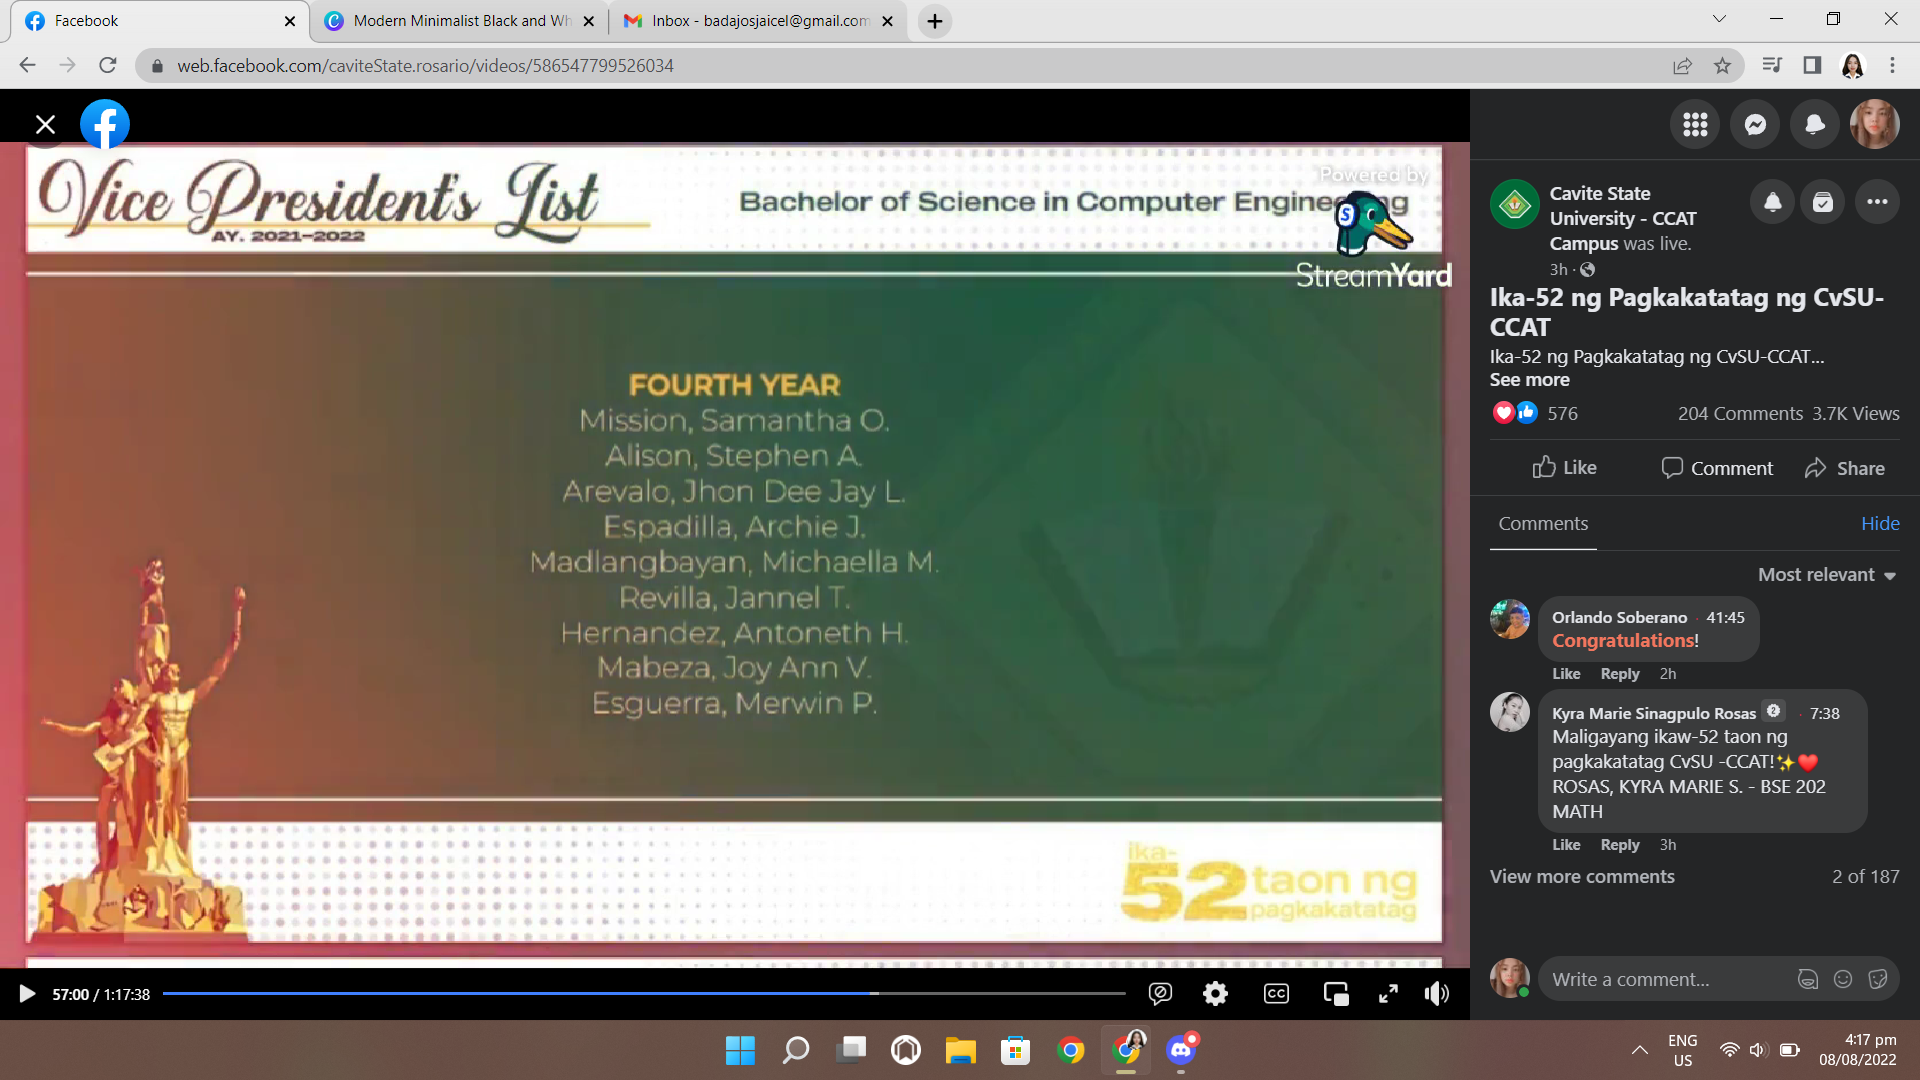 Facebook
Modern Minimalist Black and Wh
Inbox - badajosjaicel@gmail.com
web.facebook.com/caviteState.rosario/videos/586547799526034
Vice President's List
AY. 2021-2022
Bachelor of Science in Computer Engineering
Powered by
StreamYard
FOURTH YEAR
Mission, Samantha O.
Alison, Stephen A.
Arevalo, Jhon Dee Jay L.
Espadilla, Archie J.
Madlangbayan, Michaella M.
Revilla, Jannel T.
Hernandez, Antoneth H.
Mabeza, Joy Ann V.
Esguerra, Merwin P.
ika-
52 taon ng
pagkakatatag
57:00 / 1:17:38
CC
Cavite State
University - CCAT
Campus was live.
3h ·
Ika-52 ng Pagkakatatag ng CvSU-
CCAT
Ika-52 ng Pagkakatatag ng CvSU-CCAT...
See more
576 204 Comments 3.7K Views
Like Comment Share
Comments Hide
Most relevant
Orlando Soberano · 41:45
Congratulations!
Like Reply 2h
Kyra Marie Sinagpulo Rosas · 7:38
Maligayang ikaw-52 taon ng
pagkakatatag CvSU -CCAT!✨❤️
ROSAS, KYRA MARIE S. - BSE 202
MATH
Like Reply 3h
View more comments 2 of 187
Write a comment...
ENG
US
4:17 pm
08/08/2022